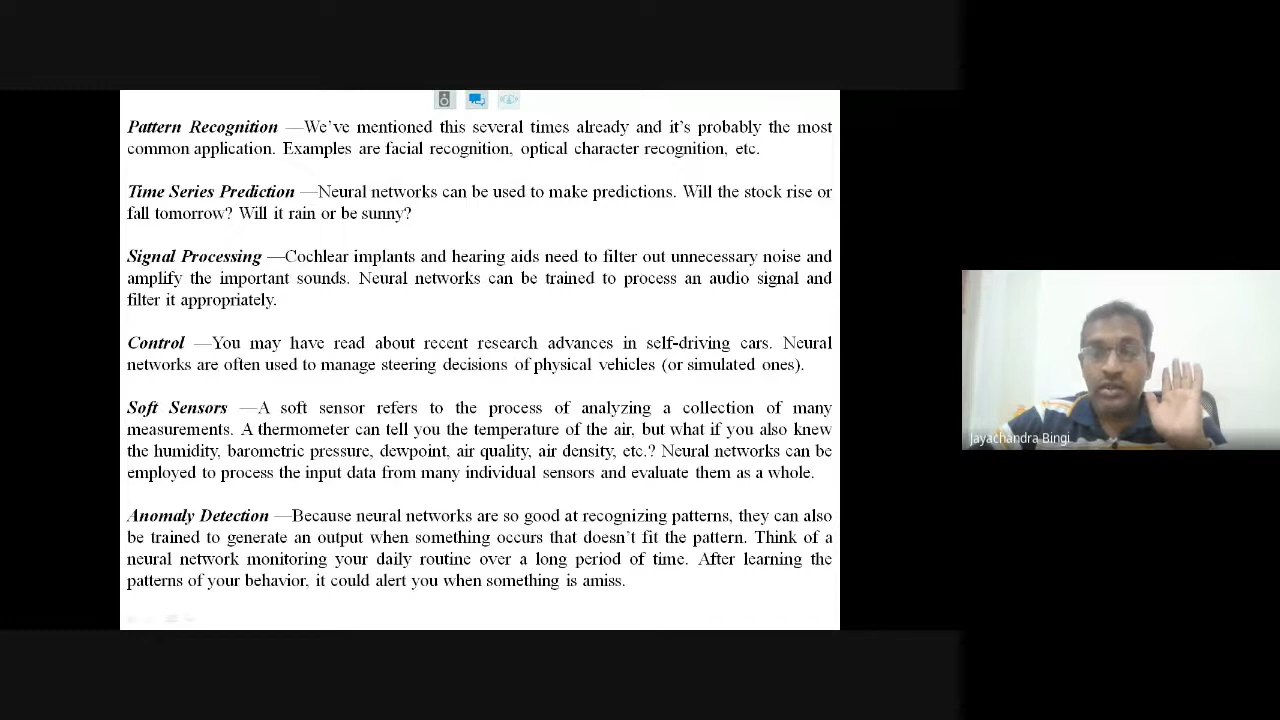 Pattern Recognition —We've mentioned this several times already and it's probably the most
common application. Examples are facial recognition, optical character recognition, etc.
Time Series Prediction —Neural networks can be used to make predictions. Will the stock rise or
fall tomorrow? Will it rain or be sunny?
Signal Processing —Cochlear implants and hearing aids need to filter out unnecessary noise and
amplify the important sounds. Neural networks can be trained to process an audio signal and
filter it appropriately.
Control —You may have read about recent research advances in self-driving cars. Neural
networks are often used to manage steering decisions of physical vehicles (or simulated ones).
Soft Sensors —A soft sensor refers to the process of analyzing a collection of many
measurements. A thermometer can tell you the temperature of the air, but what if you also knew
the humidity, barometric pressure, dewpoint, air quality, air density, etc.? Neural networks can be
employed to process the input data from many individual sensors and evaluate them as a whole.
Anomaly Detection —Because neural networks are so good at recognizing patterns, they can also
be trained to generate an output when something occurs that doesn't fit the pattern. Think of a
neural network monitoring your daily routine over a long period of time. After learning the
patterns of your behavior, it could alert you when something is amiss.
Jayachandra Bingi